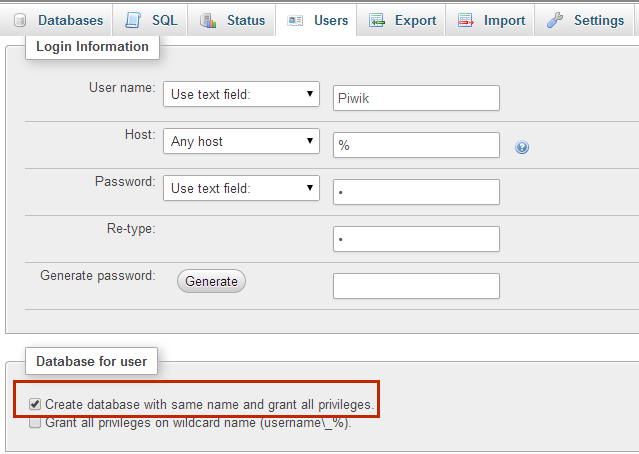 Databases SQL Status Users Export Import Settings
Login Information
User name: Use text field: Piwik
Host: Any host %
Password: Use text field: •
Re-type: •
Generate password: Generate
Database for user
Create database with same name and grant all privileges.
Grant all privileges on wildcard name (username\_%).